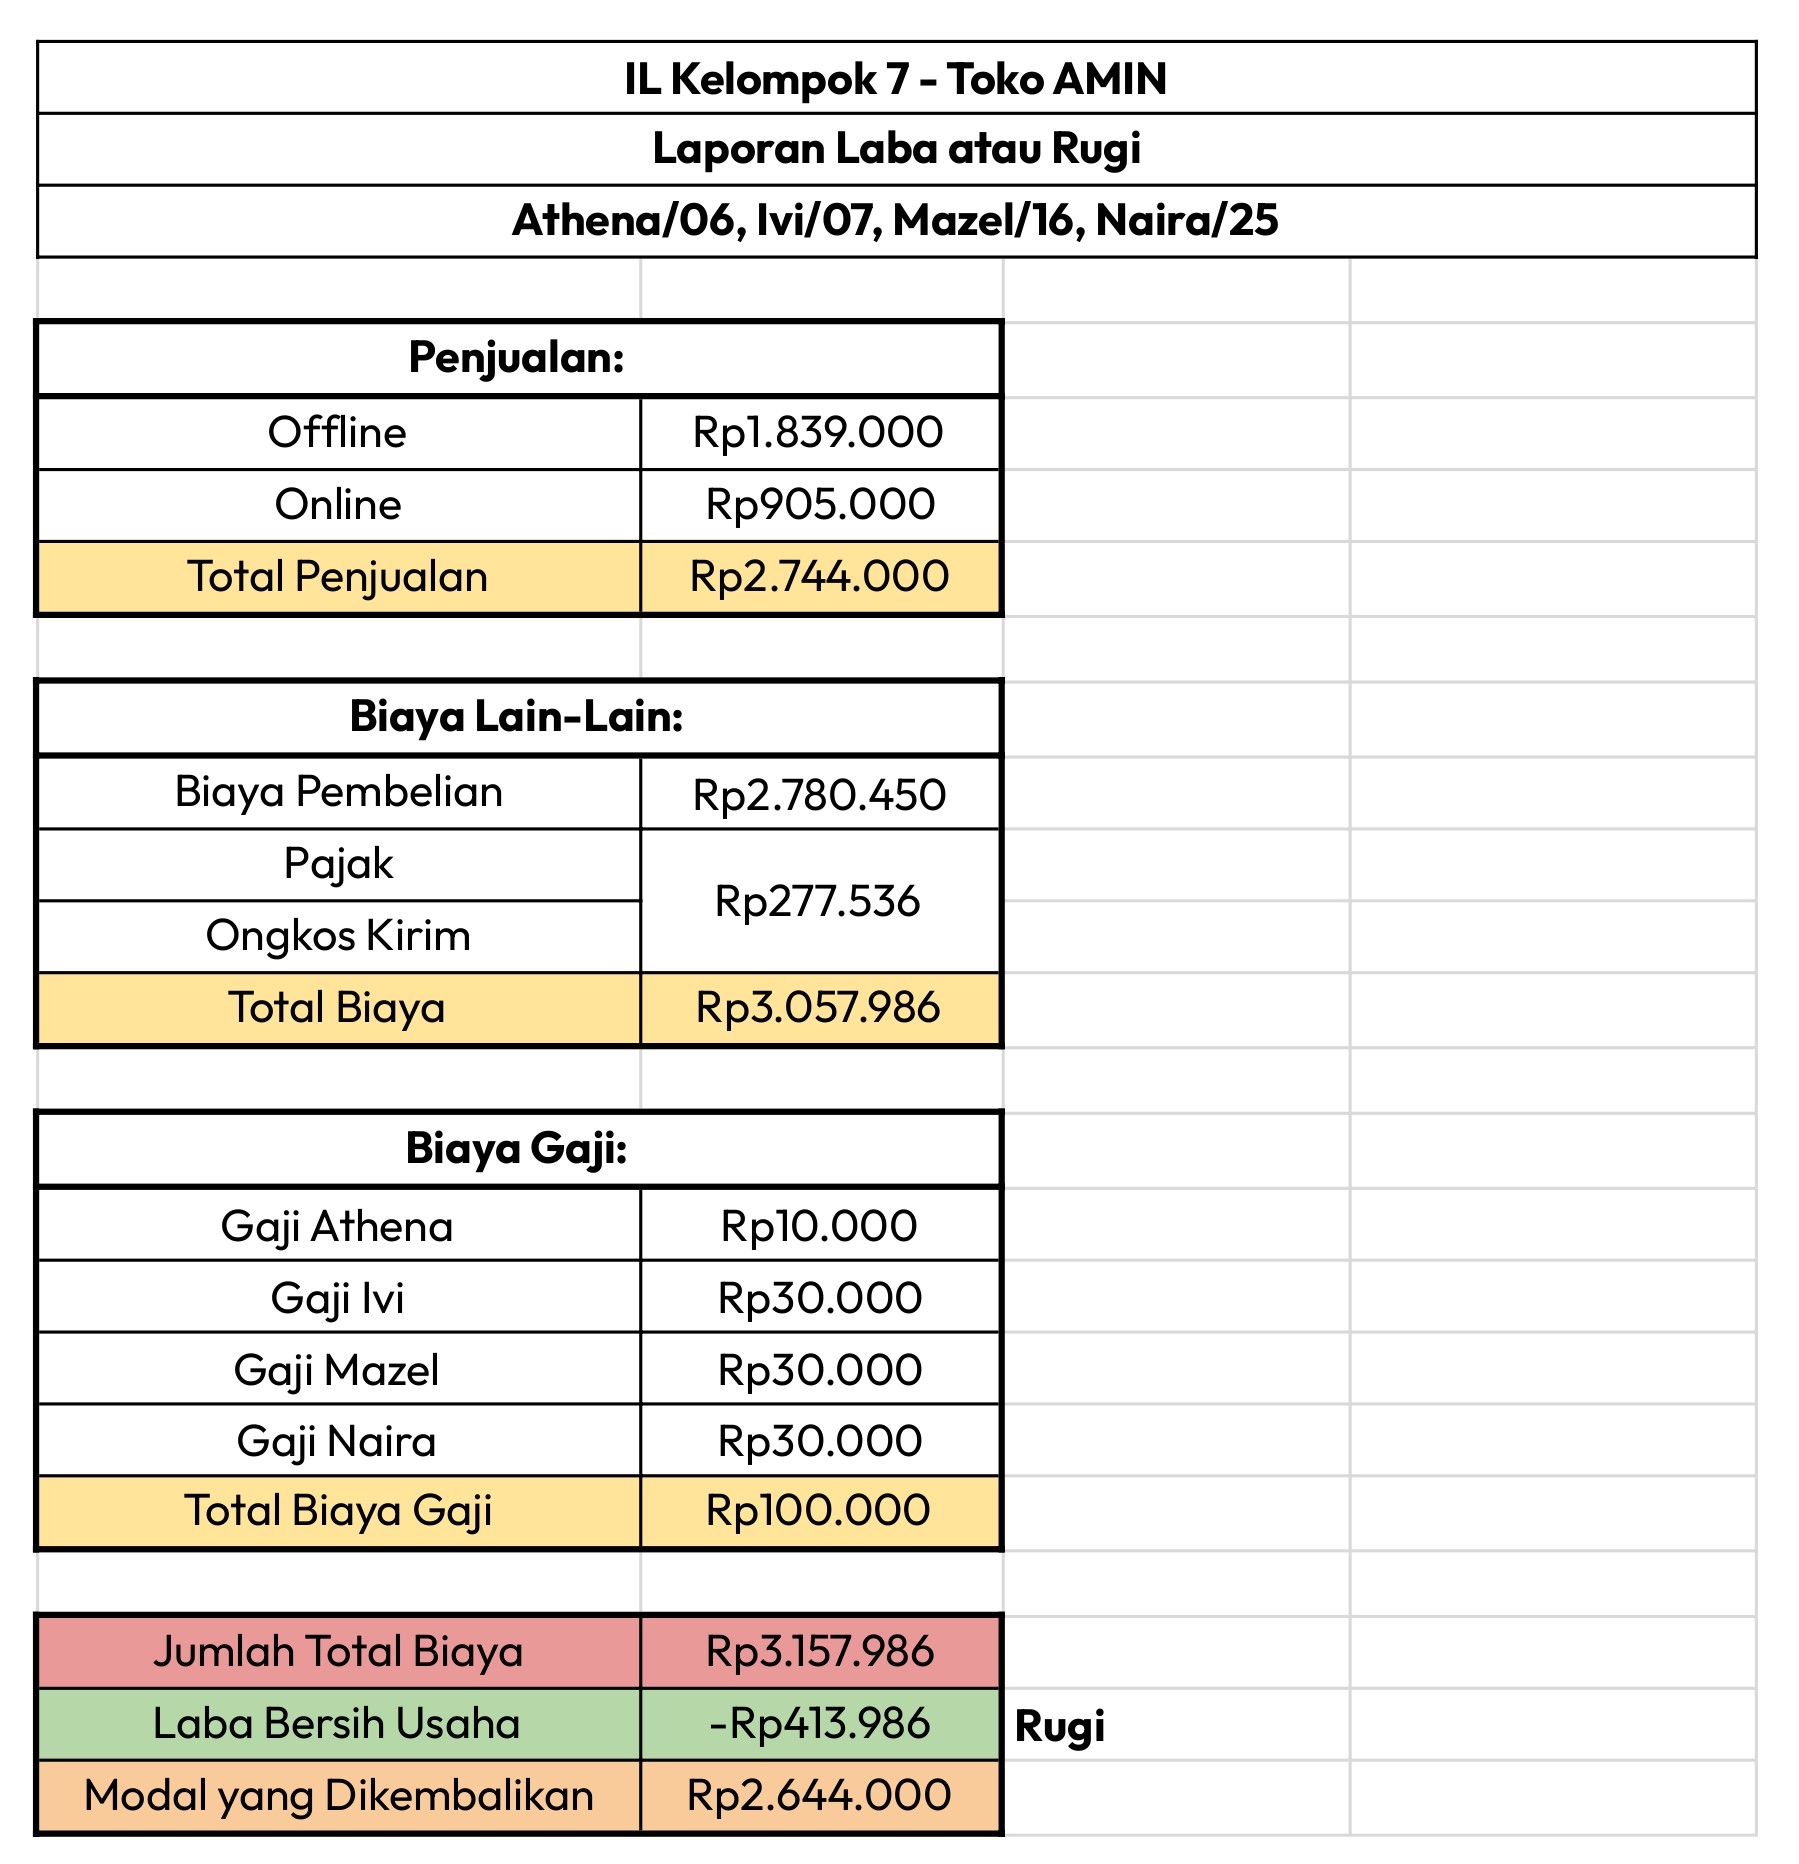 IL Kelompok 7 - Toko AMIN
Laporan Laba atau Rugi
Athena/06, Ivi/07, Mazel/16, Naira/25
Penjualan:
Offline Rp1.839.000
Online Rp905.000
Total Penjualan Rp2.744.000
Biaya Lain-Lain:
Biaya Pembelian Rp2.780.450
Pajak
Rp277.536
Ongkos Kirim
Total Biaya Rp3.057.986
Biaya Gaji:
Gaji Athena Rp10.000
Gaji Ivi Rp30.000
Gaji Mazel Rp30.000
Gaji Naira Rp30.000
Total Biaya Gaji Rp100.000
Jumlah Total Biaya Rp3.157.986
Laba Bersih Usaha -Rp413.986 Rugi
Modal yang Dikembalikan Rp2.644.000